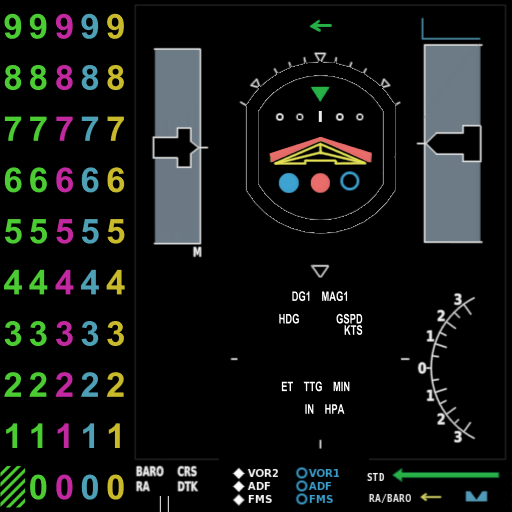 9 9 9 9 9
8 8 8 8 8
7 7 7 7 7
6 6 6 6 6
5 5 5 5 5
M
4 4 4 4 4
DG1 MAG1
3
HDG GSPD
2
KTS
3 3 3 3 3
1
0
2 2 2 2 2
ET TTG MIN
1
IN HPA
2
1 1 1 1 1
3
BARO CRS
RA DTK
VOR2 VOR1
ADF ADF
FMS FMS
STD
RA/BARO
0 0 0 0